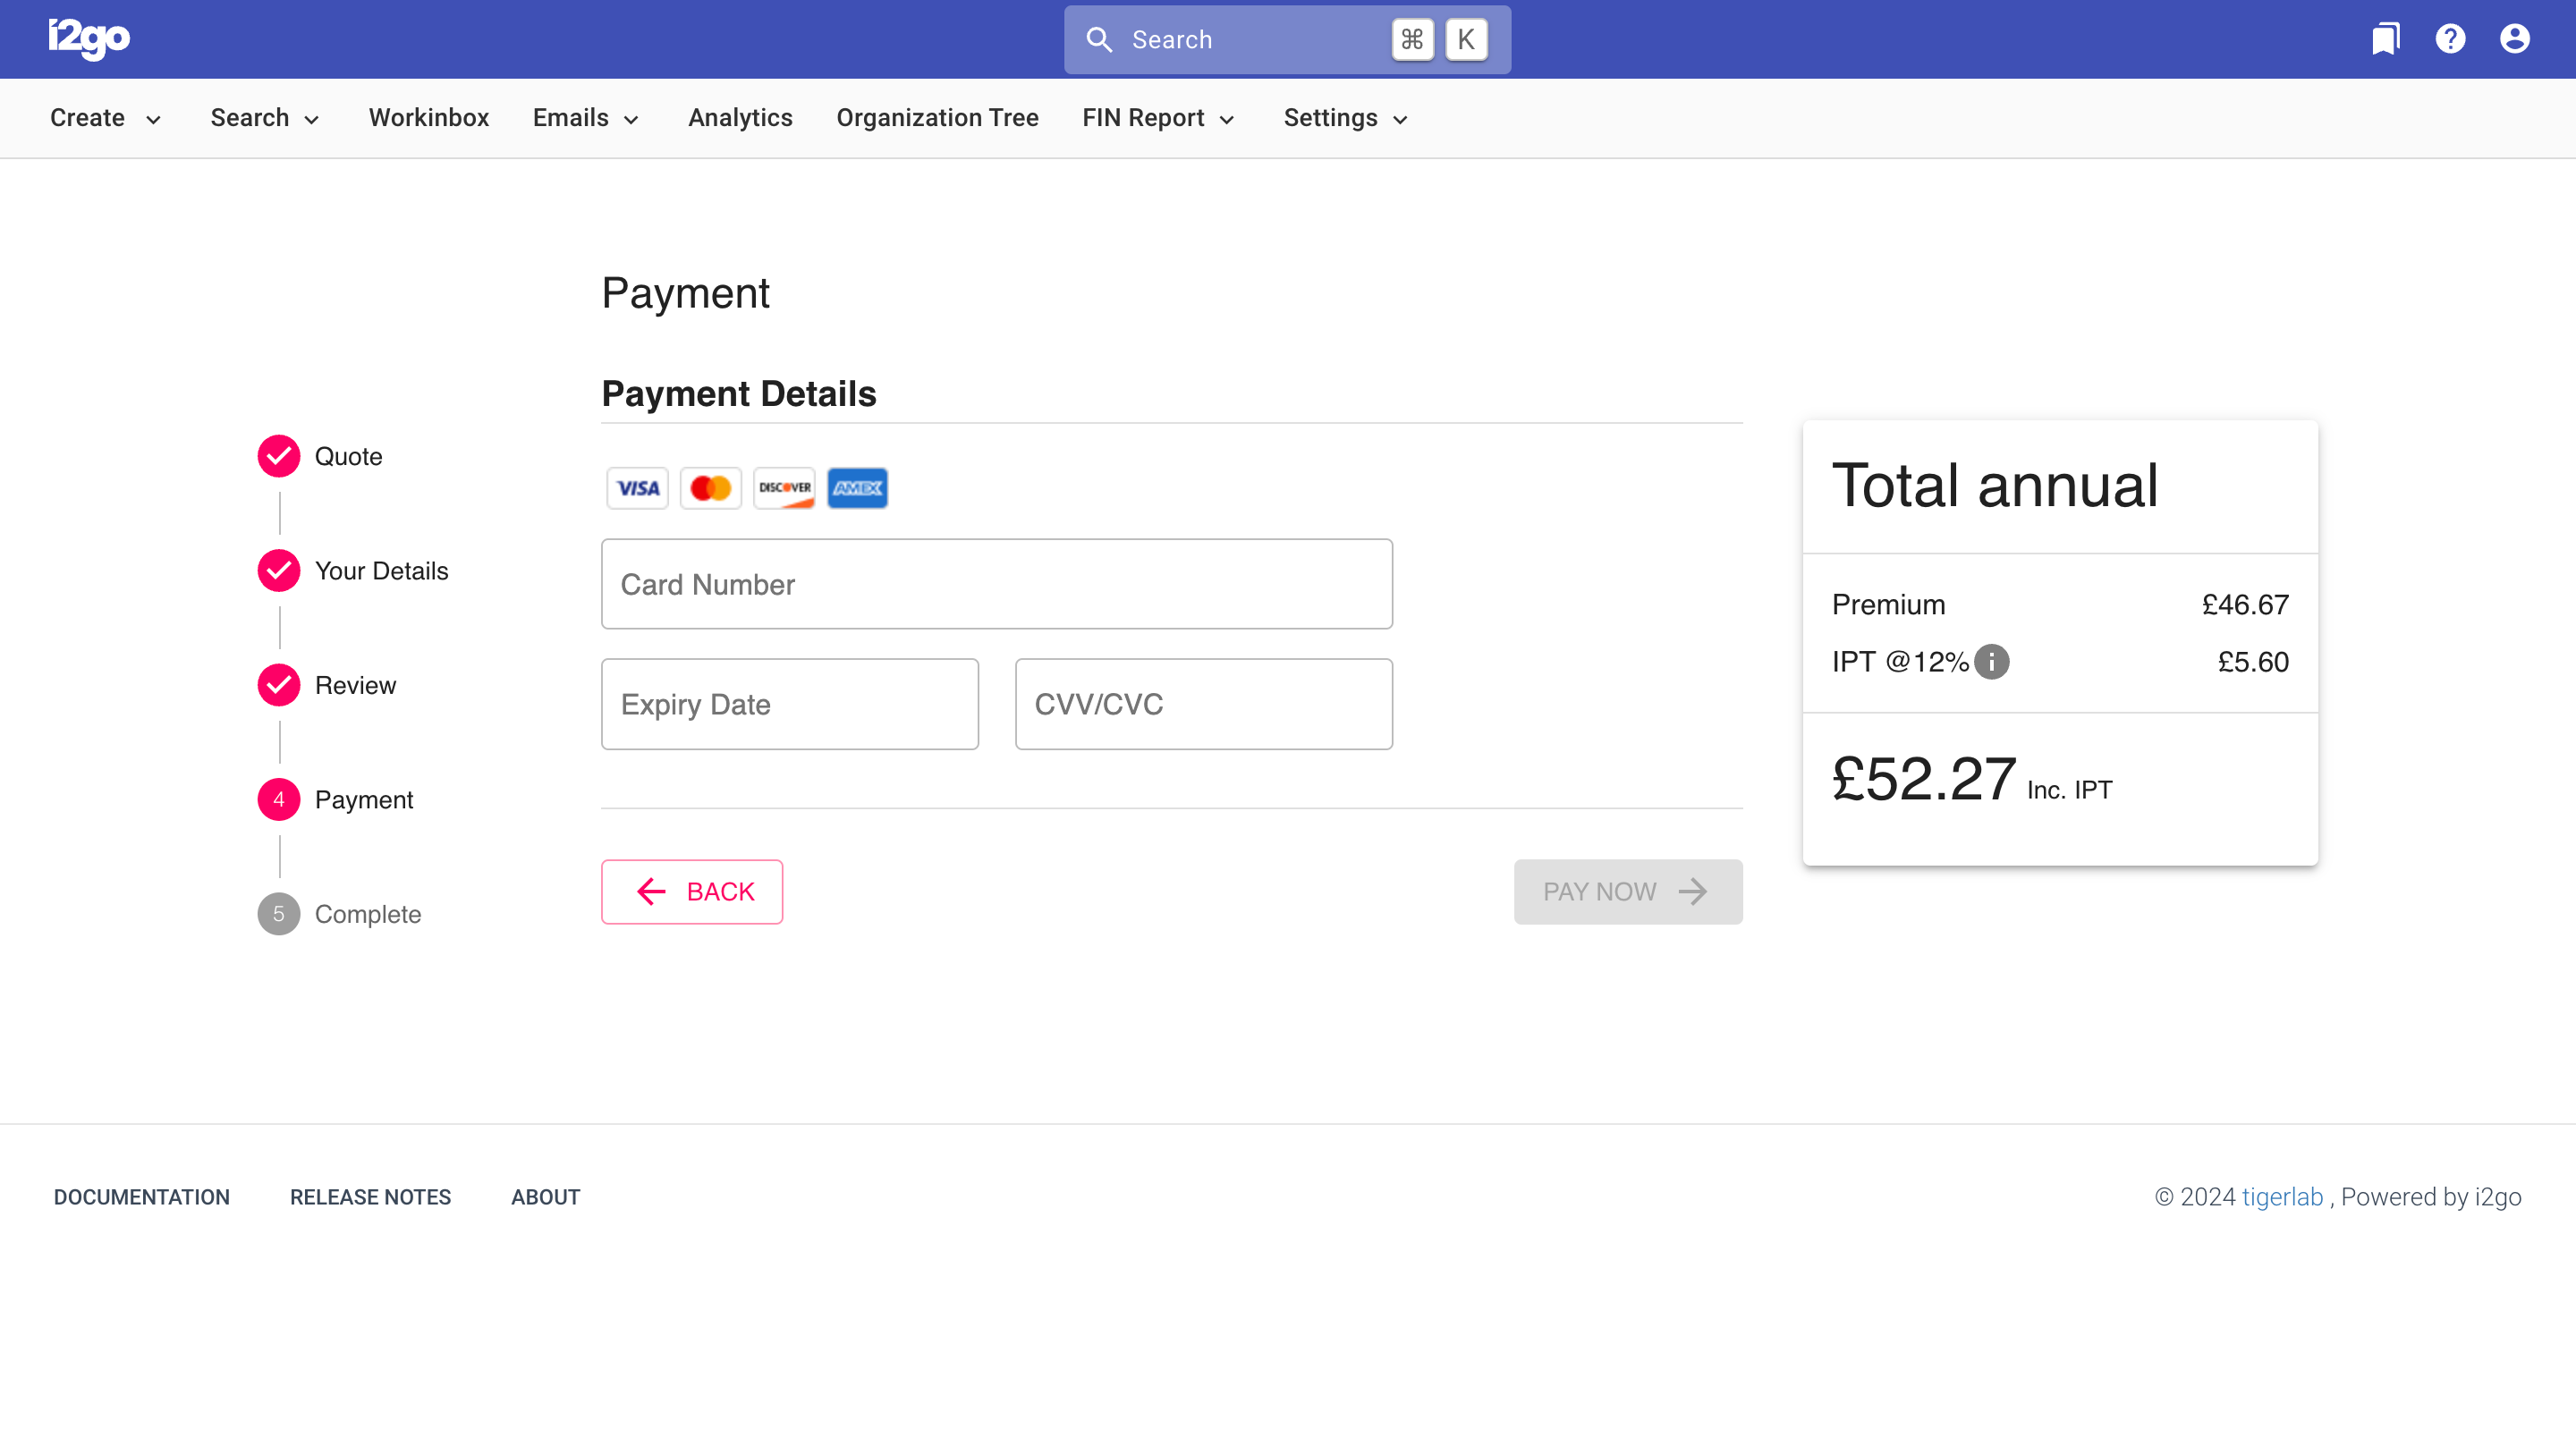 i2go
Search ⌘ K
Create Search Workinbox Emails Analytics Organization Tree FIN Report Settings
Payment
Payment Details
Quote
Your Details
Review
4 Payment
5 Complete
VISA DISCOVER AMEX
Card Number
Expiry Date CVV/CVC
BACK PAY NOW
Total annual
Premium £46.67
IPT @12% £5.60
£52.27 Inc. IPT
DOCUMENTATION RELEASE NOTES ABOUT
© 2024 tigerlab , Powered by i2go